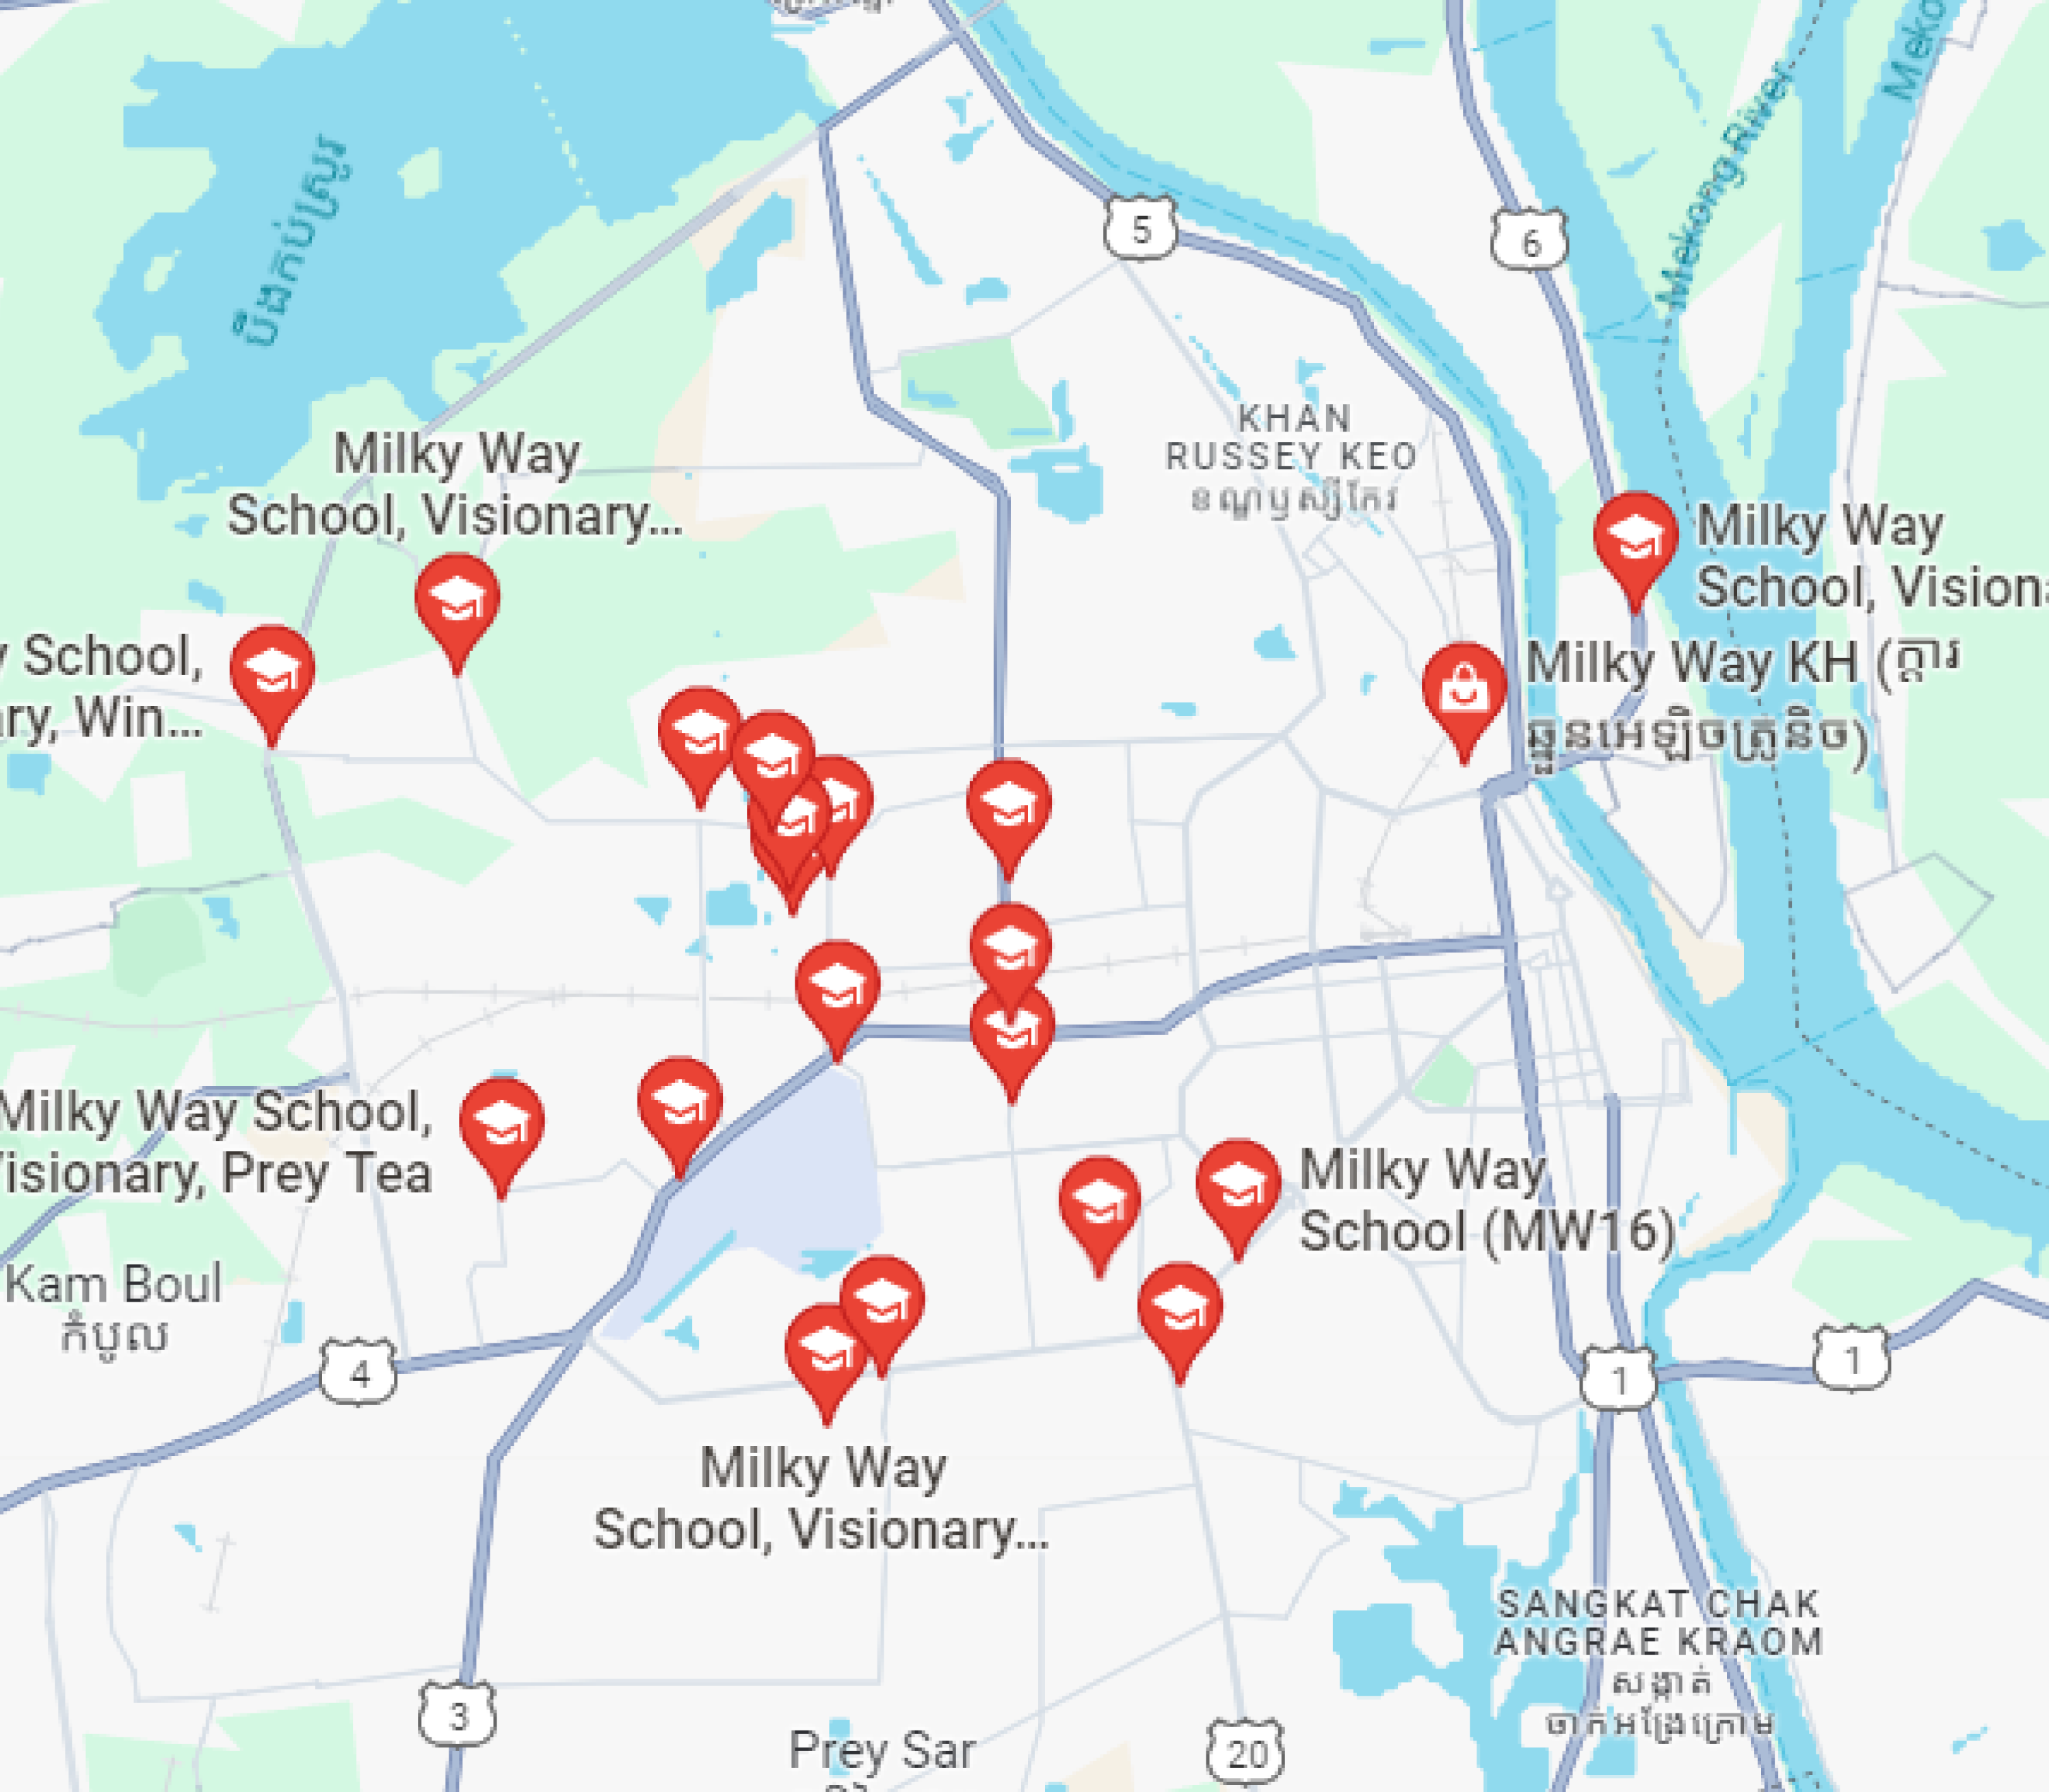 Mekong River
Meko
បឹងកប់ស្រូវ
5
6
KHAN
RUSSEY KEO
ខណ្ឌឫស្សីកែវ
Milky Way
School, Visionary...
Milky Way
School, Visiona
y School,
ary, Win...
Milky Way KH (ក្តារ
ឆ្នួនអេឡិចត្រូនិច)
Milky Way School,
Visionary, Prey Tea
Milky Way
School (MW16)
Kam Boul
កំបូល
4
1
1
Milky Way
School, Visionary...
SANGKAT CHAK
ANGRAE KRAOM
សង្កាត់
ចាក់អង្រែក្រោម
3
Prey Sar
20